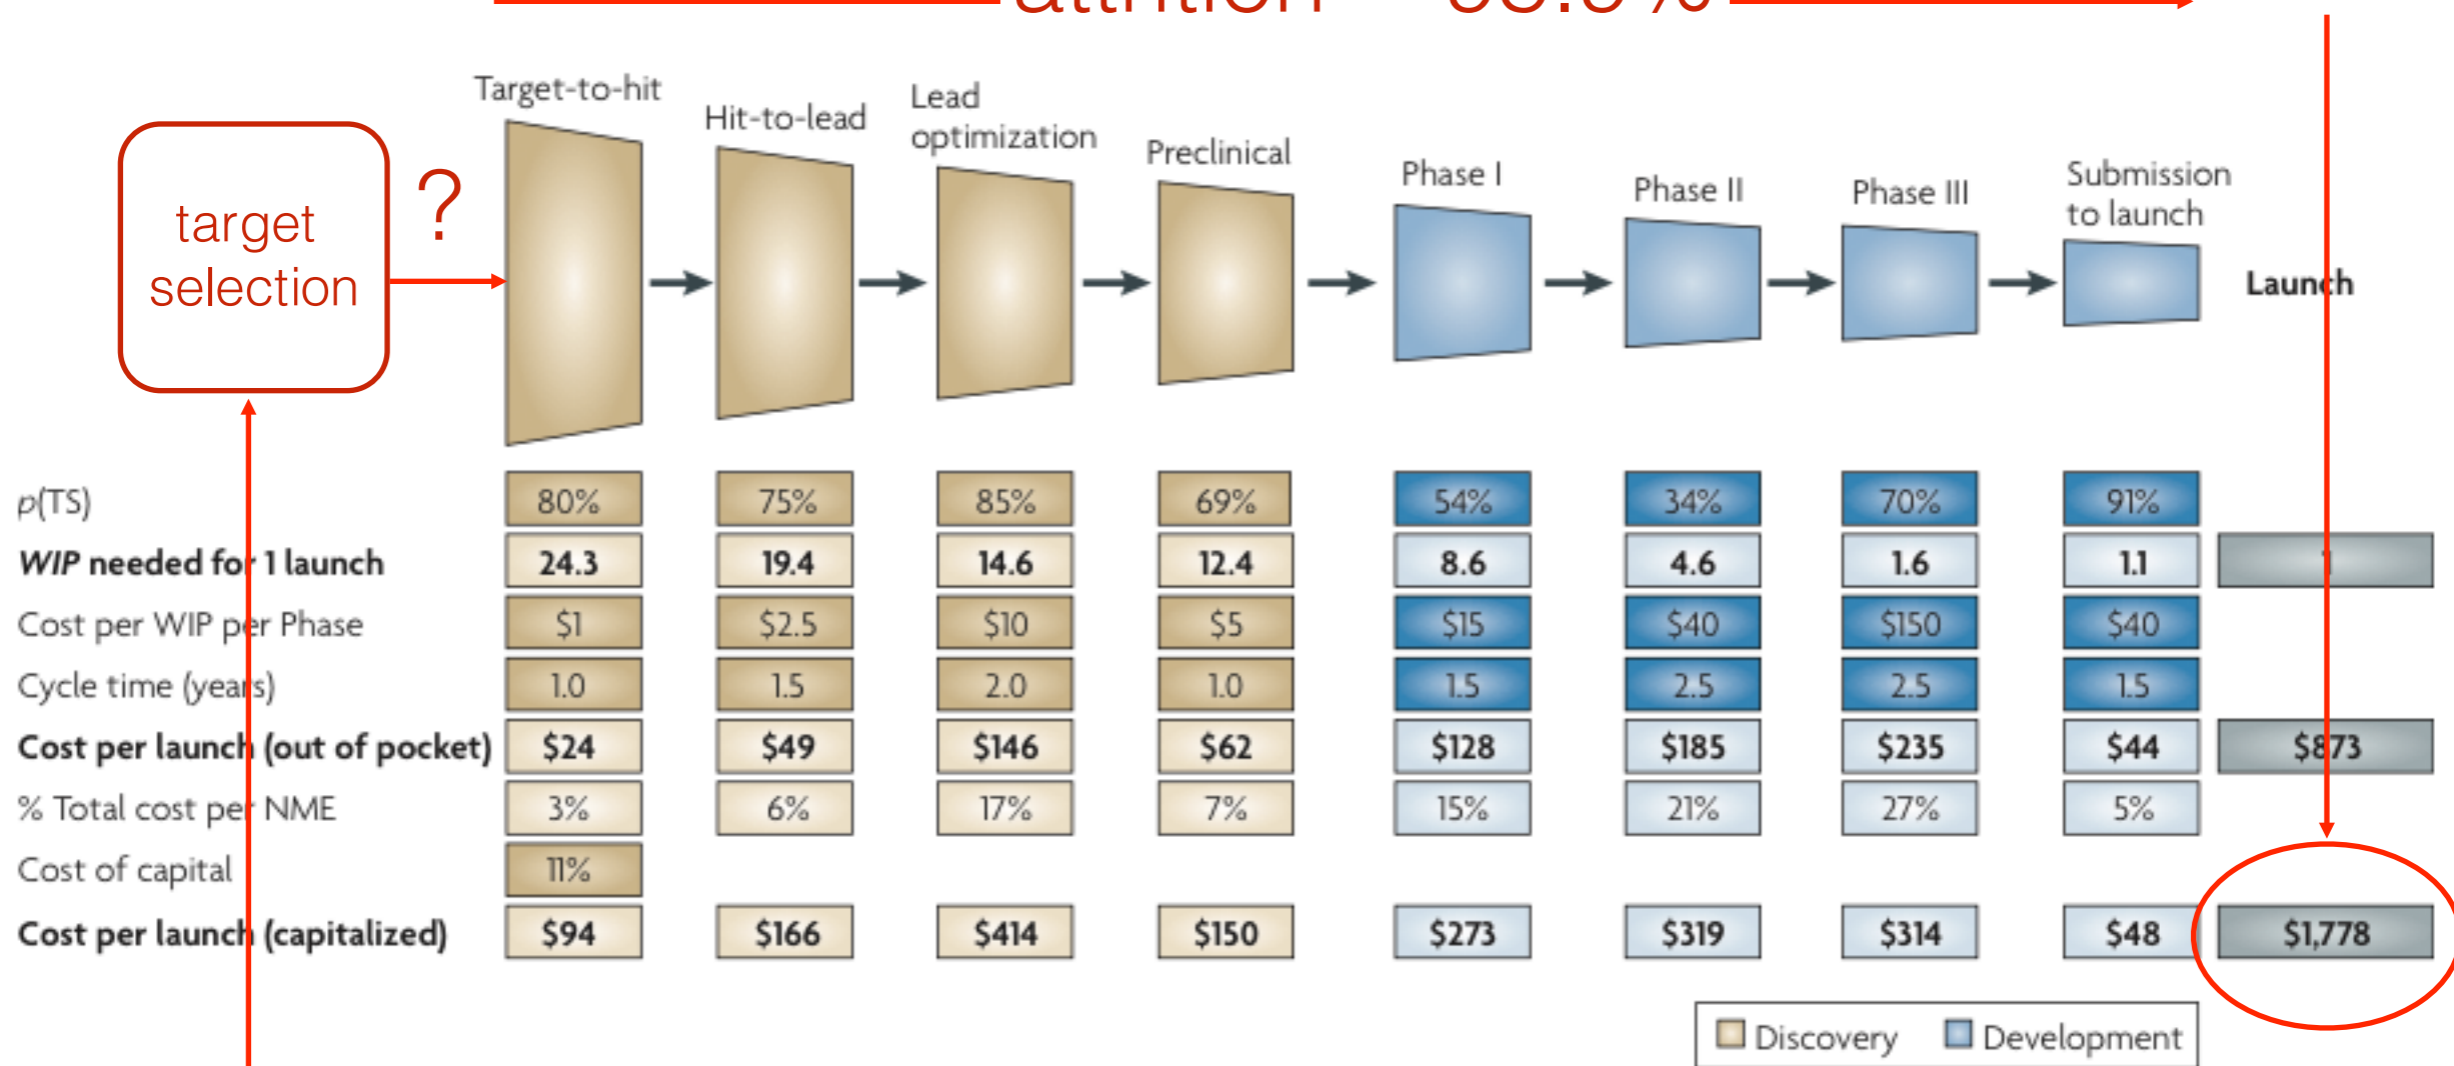 attrition
Target-to-hit
Hit-to-lead
Lead
optimization
Preclinical
Phase I
Phase II
Phase III
Submission
to launch
target
selection
?
Launch
p(TS) 80% 75% 85% 69% 54% 34% 70% 91%
WIP needed for 1 launch 24.3 19.4 14.6 12.4 8.6 4.6 1.6 1.1 1
Cost per WIP per Phase $1 $2.5 $10 $5 $15 $40 $150 $40
Cycle time (years) 1.0 1.5 2.0 1.0 1.5 2.5 2.5 1.5
Cost per launch (out of pocket) $24 $49 $146 $62 $128 $185 $235 $44 $873
% Total cost per NME 3% 6% 17% 7% 15% 21% 27% 5%
Cost of capital 11%
Cost per launch (capitalized) $94 $166 $414 $150 $273 $319 $314 $48 $1,778
Discovery Development